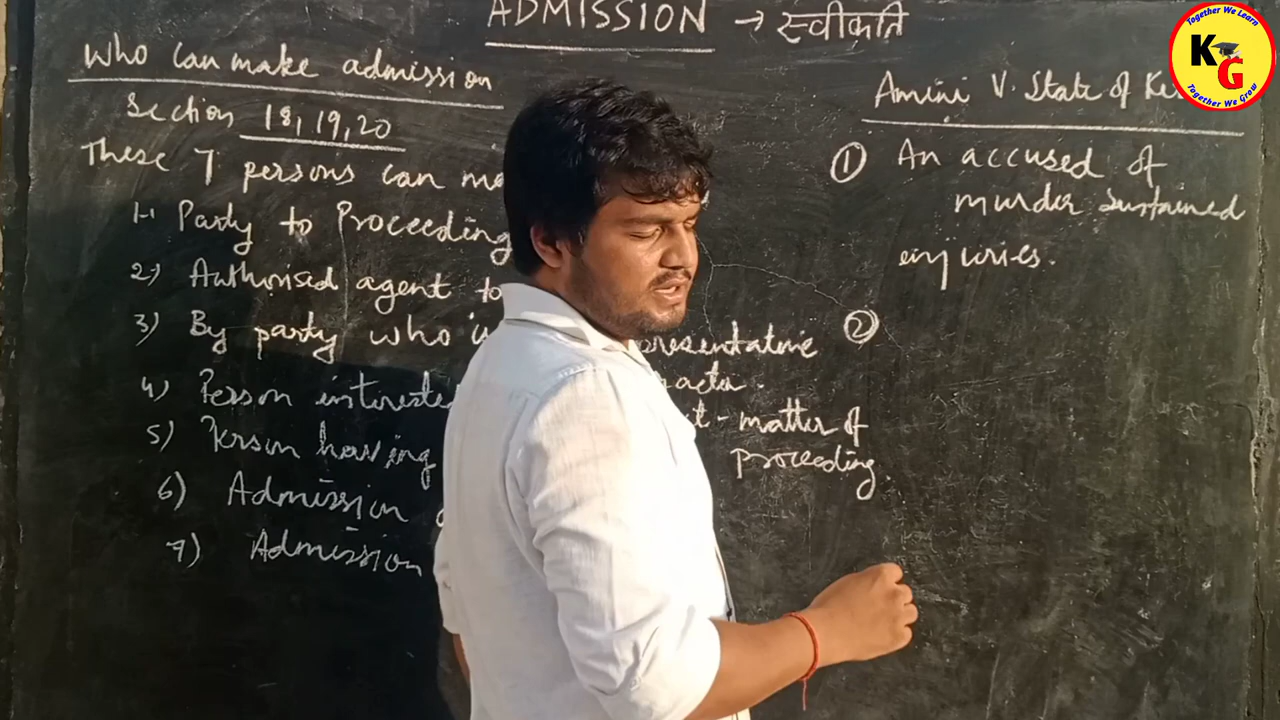 ADMISSION → स्वीकृति
Who can make admission
Section 18, 19, 20
These 7 persons can
1. Party to Proceeding
2) Authorised agent to
3) By party who
presentative
4) Person
5) Person having
- matter of
proceeding
6) Admission
7) Admission
Amini V. State of
① An accused of
murder sustained
injuries.
②
Together We Learn
KG
Together We Grow